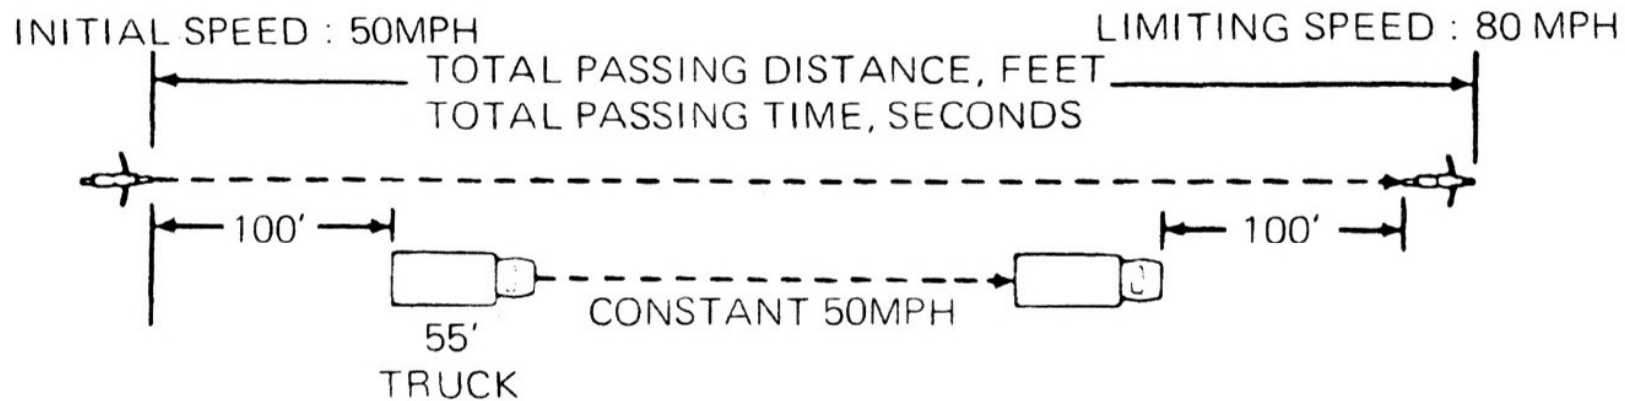 INITIAL SPEED : 50MPH
LIMITING SPEED : 80 MPH
TOTAL PASSING DISTANCE, FEET
TOTAL PASSING TIME, SECONDS
100'
100'
CONSTANT 50MPH
55'
TRUCK